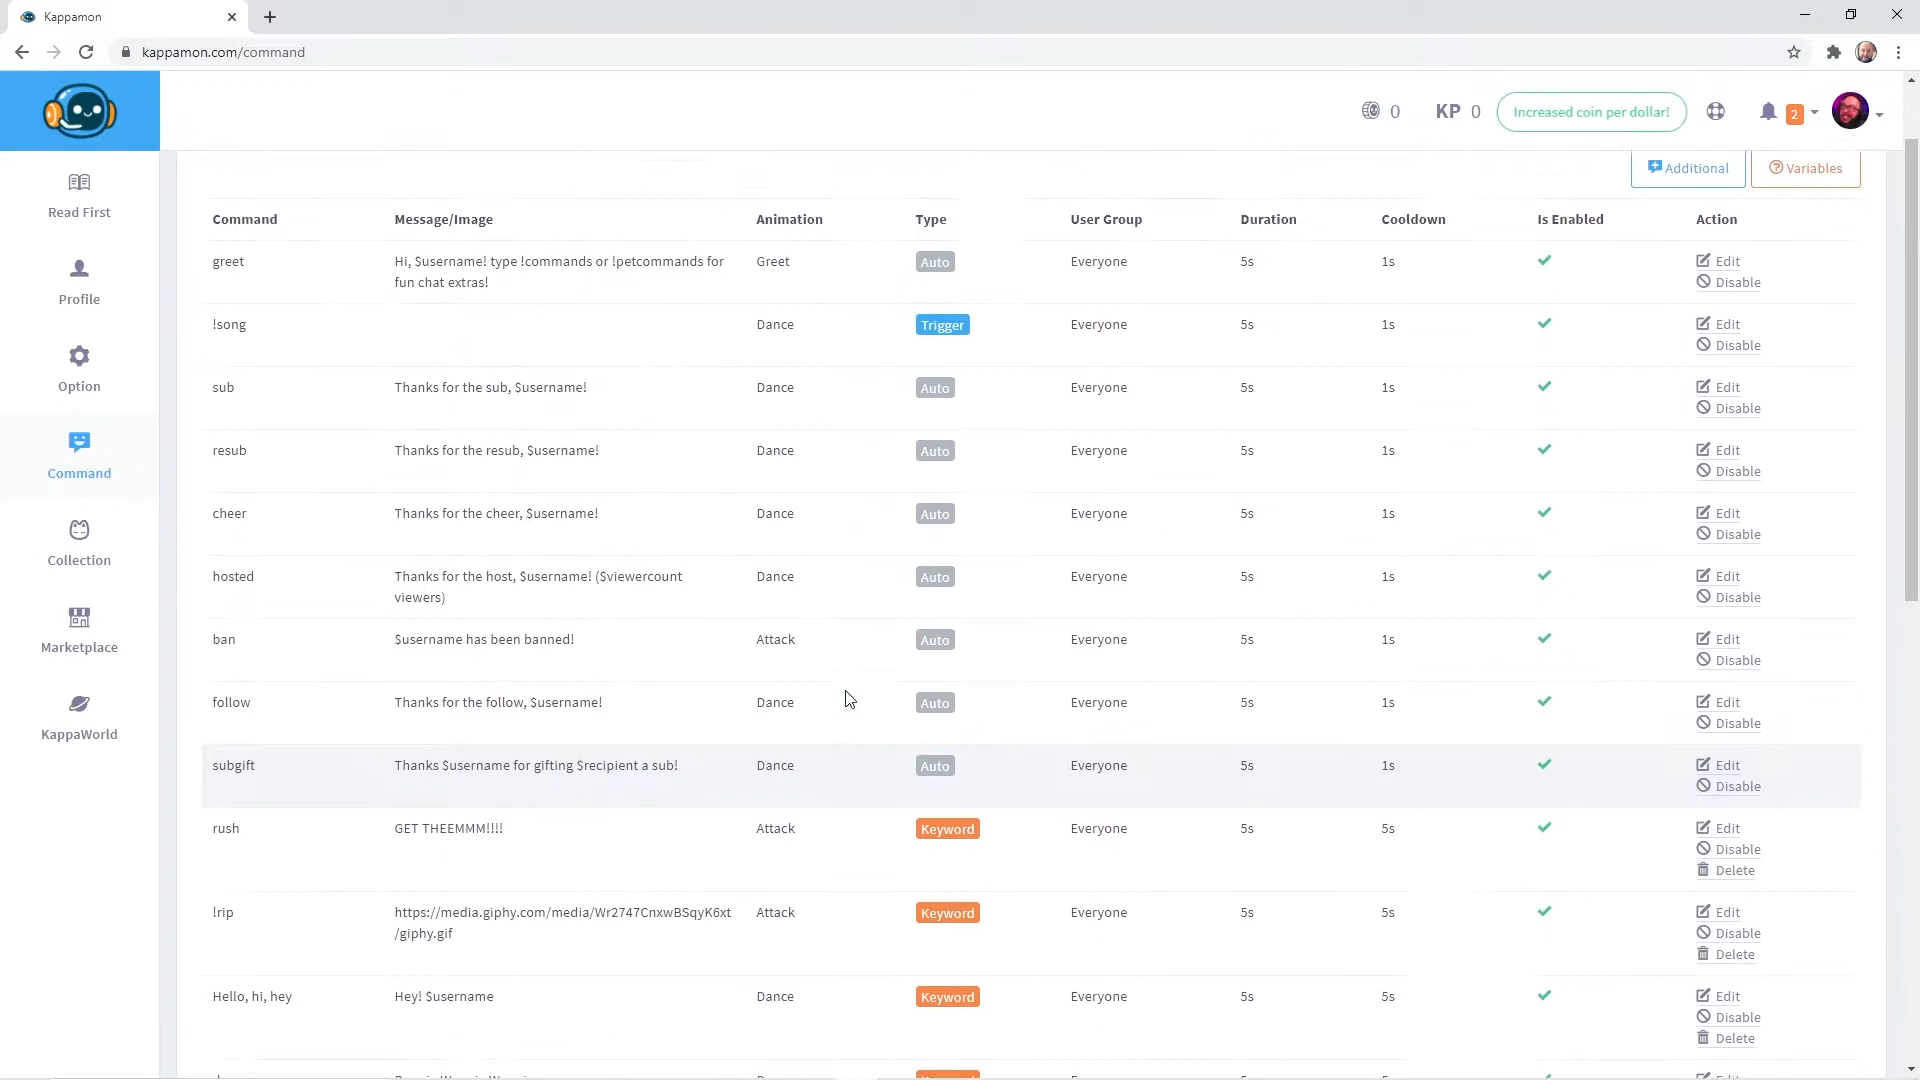 Kappamon
kappamon.com/command
0 KP 0 Increased coin per dollar! 2
Read First
Profile
Option
Command
Collection
Marketplace
KappaWorld
Additional Variables
Command Message/Image Animation Type User Group Duration Cooldown Is Enabled Action
greet Hi, $username! type !commands or !petcommands for Greet Auto Everyone 5s 1s Edit
fun chat extras! Disable
!song Dance Trigger Everyone 5s 1s Edit
Disable
sub Thanks for the sub, $username! Dance Auto Everyone 5s 1s Edit
Disable
resub Thanks for the resub, $username! Dance Auto Everyone 5s 1s Edit
Disable
cheer Thanks for the cheer, $username! Dance Auto Everyone 5s 1s Edit
Disable
hosted Thanks for the host, $username! ($viewercount Dance Auto Everyone 5s 1s Edit
viewers) Disable
ban $username has been banned! Attack Auto Everyone 5s 1s Edit
Disable
follow Thanks for the follow, $username! Dance Auto Everyone 5s 1s Edit
Disable
subgift Thanks $username for gifting $recipient a sub! Dance Auto Everyone 5s 1s Edit
Disable
rush GET THEEMMM!!!! Attack Keyword Everyone 5s 5s Edit
Disable
Delete
!rip https://media.giphy.com/media/Wr2747CnxwBSqyK6xt Attack Keyword Everyone 5s 5s Edit
/giphy.gif Disable
Delete
Hello, hi, hey Hey! $username Dance Keyword Everyone 5s 5s Edit
Disable
Delete